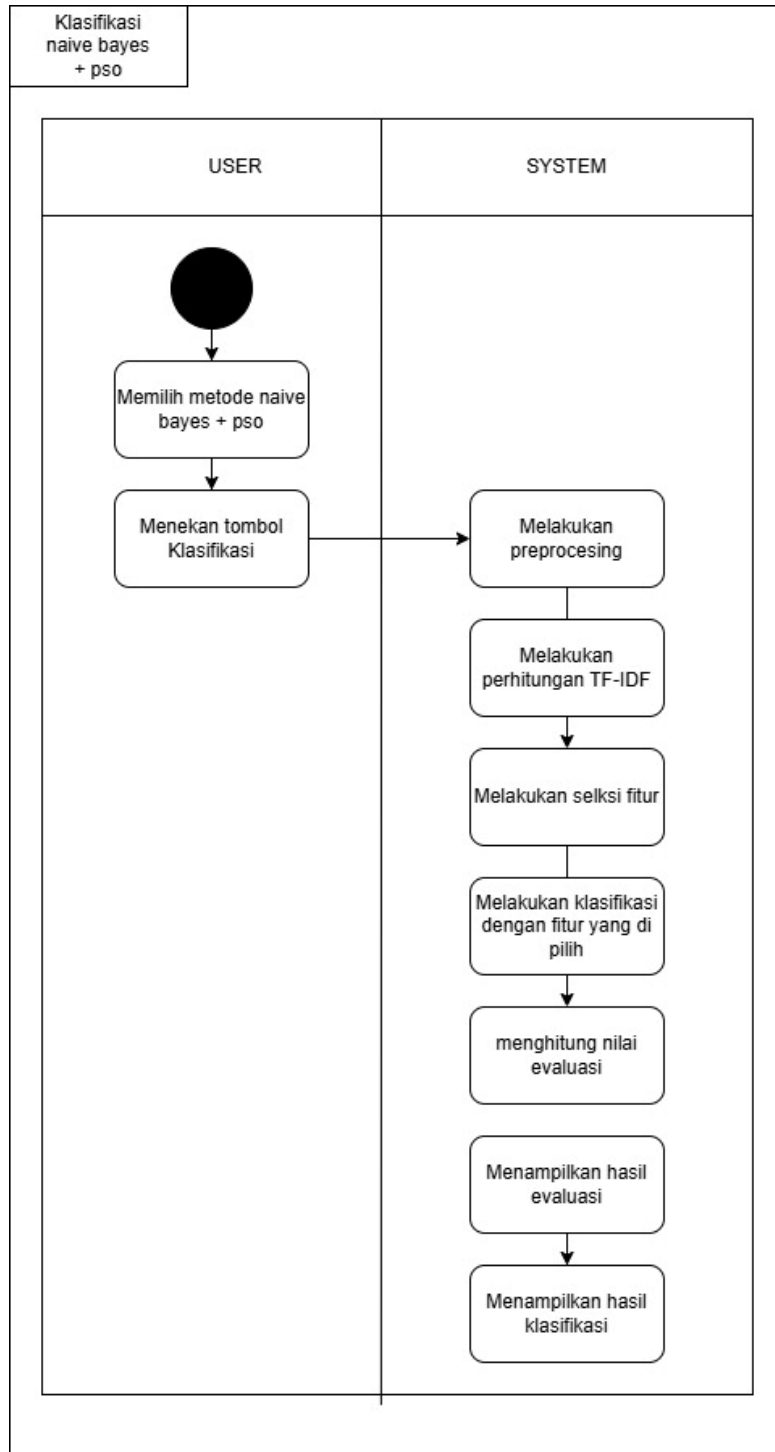 Klasifikasi
naive bayes
+ pso
USER
SYSTEM
Memilih metode naive
bayes + pso
Menekan tombol
Klasifikasi
Melakukan
preprocesing
Melakukan
perhitungan TF-IDF
Melakukan selksi fitur
Melakukan klasifikasi
dengan fitur yang di
pilih
menghitung nilai
evaluasi
Menampilkan hasil
evaluasi
Menampilkan hasil
klasifikasi